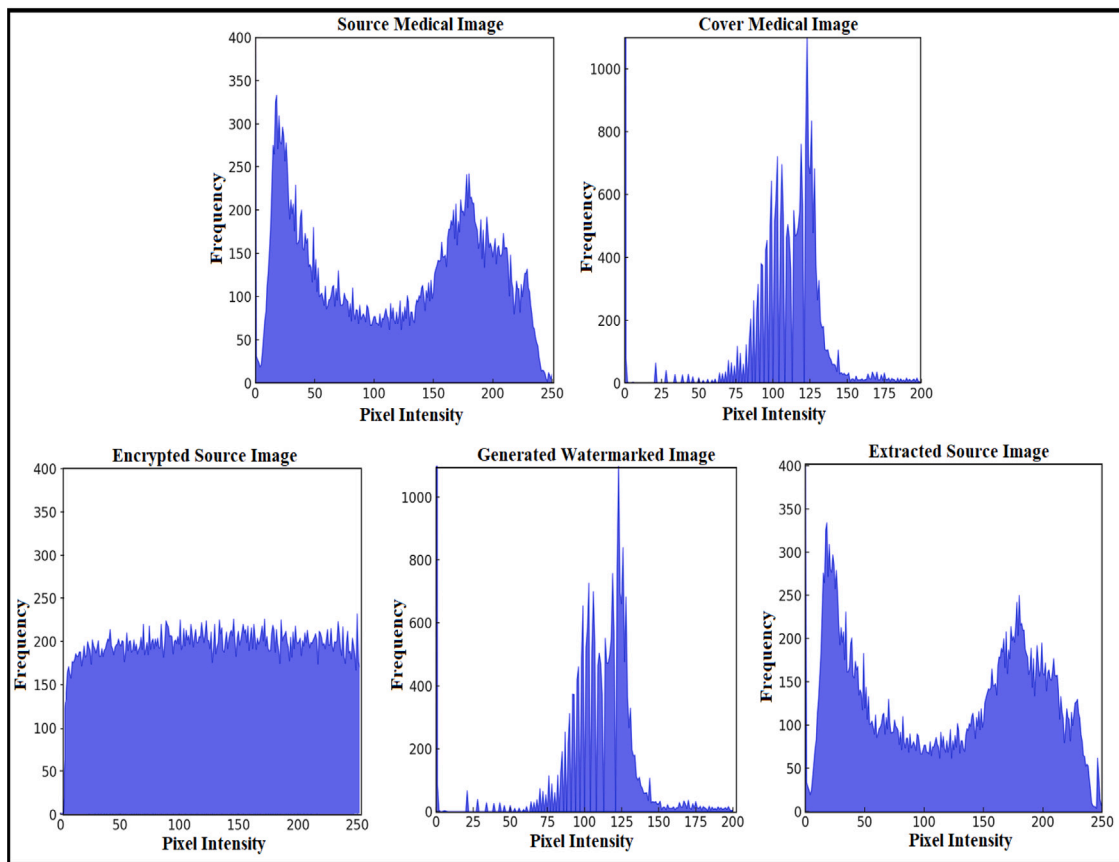 Source Medical Image
400
350
300
250
200
150
100
50
0
Frequency
0 50 100 150 200 250
Pixel Intensity
Cover Medical Image
1000
800
600
400
200
0
Frequency
0 25 50 75 100 125 150 175 200
Pixel Intensity
Encrypted Source Image
400
350
300
250
200
150
100
50
0
Frequency
0 50 100 150 200 250
Pixel Intensity
Generated Watermarked Image
1000
800
600
400
200
0
Frequency
0 25 50 75 100 125 150 175 200
Pixel Intensity
Extracted Source Image
400
350
300
250
200
150
100
50
0
Frequency
0 50 100 150 200 250
Pixel Intensity